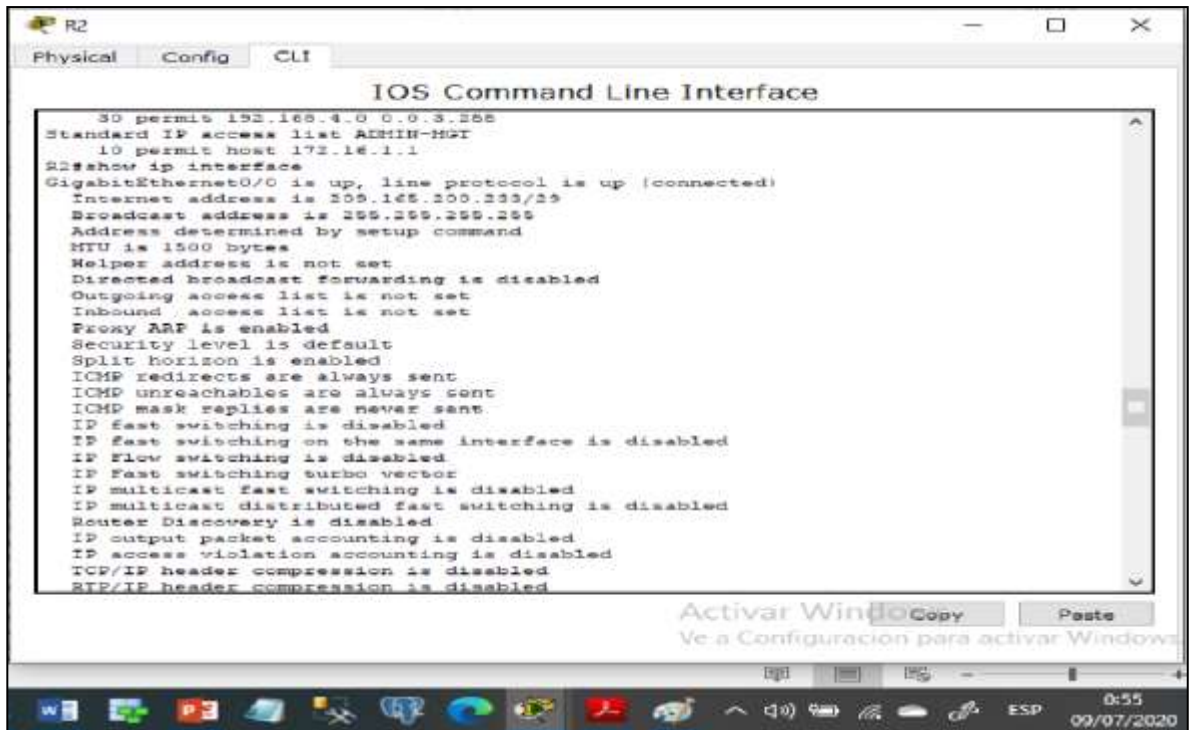 R2
Physical Config CLI
IOS Command Line Interface
30 permit 192.168.4.0 0.0.3.255
Standard IP access list ADMIN-MGT
10 permit host 172.16.1.1
R2#show ip interface
GigabitEthernet0/0 is up, line protocol is up (connected)
Internet address is 209.165.200.233/29
Broadcast address is 255.255.255.255
Address determined by setup command
MTU is 1500 bytes
Helper address is not set
Directed broadcast forwarding is disabled
Outgoing access list is not set
Inbound access list is not set
Proxy ARP is enabled
Security level is default
Split horizon is enabled
ICMP redirects are always sent
ICMP unreachables are always sent
ICMP mask replies are never sent
IP fast switching is disabled
IP fast switching on the same interface is disabled
IP Flow switching is disabled
IP Fast switching turbo vector
IP multicast fast switching is disabled
IP multicast distributed fast switching is disabled
Router Discovery is disabled
IP output packet accounting is disabled
IP access violation accounting is disabled
TCP/IP header compression is disabled
RTP/IP header compression is disabled
Activar Windows
Copy Paste
Ve a Configuración para activar Windows
ESP
0:55
09/07/2020